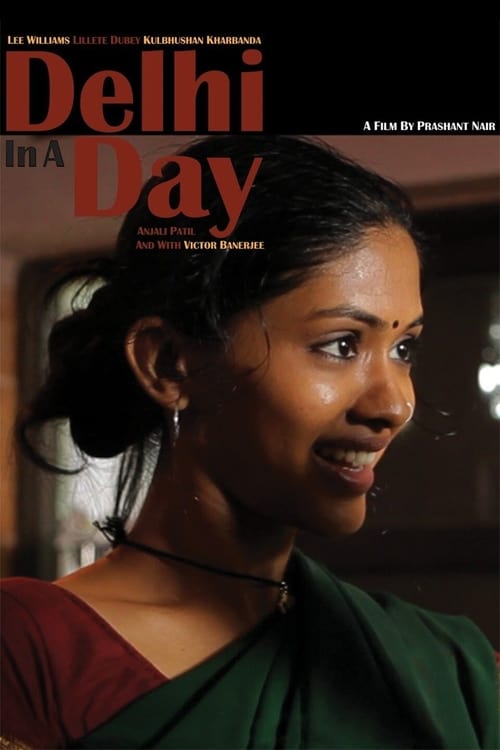 Lee Williams Lillete Dubey Kulbhushan Kharbanda
Delhi
A Film By Prashant Nair
In A Day
Anjali Patil
And With Victor Banerjee